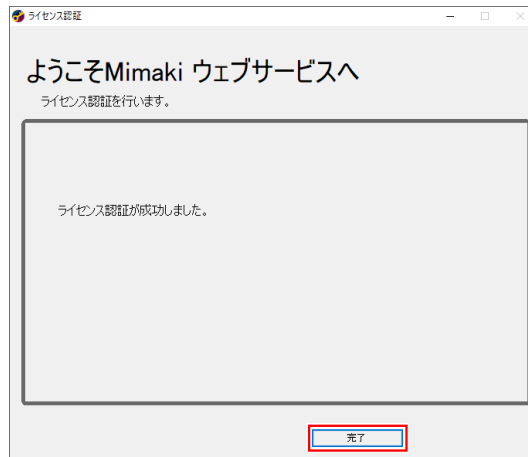 ライセンス認証
ようこそMimaki ウェブサービスへ
ライセンス認証を行います。
ライセンス認証が成功しました。
完了